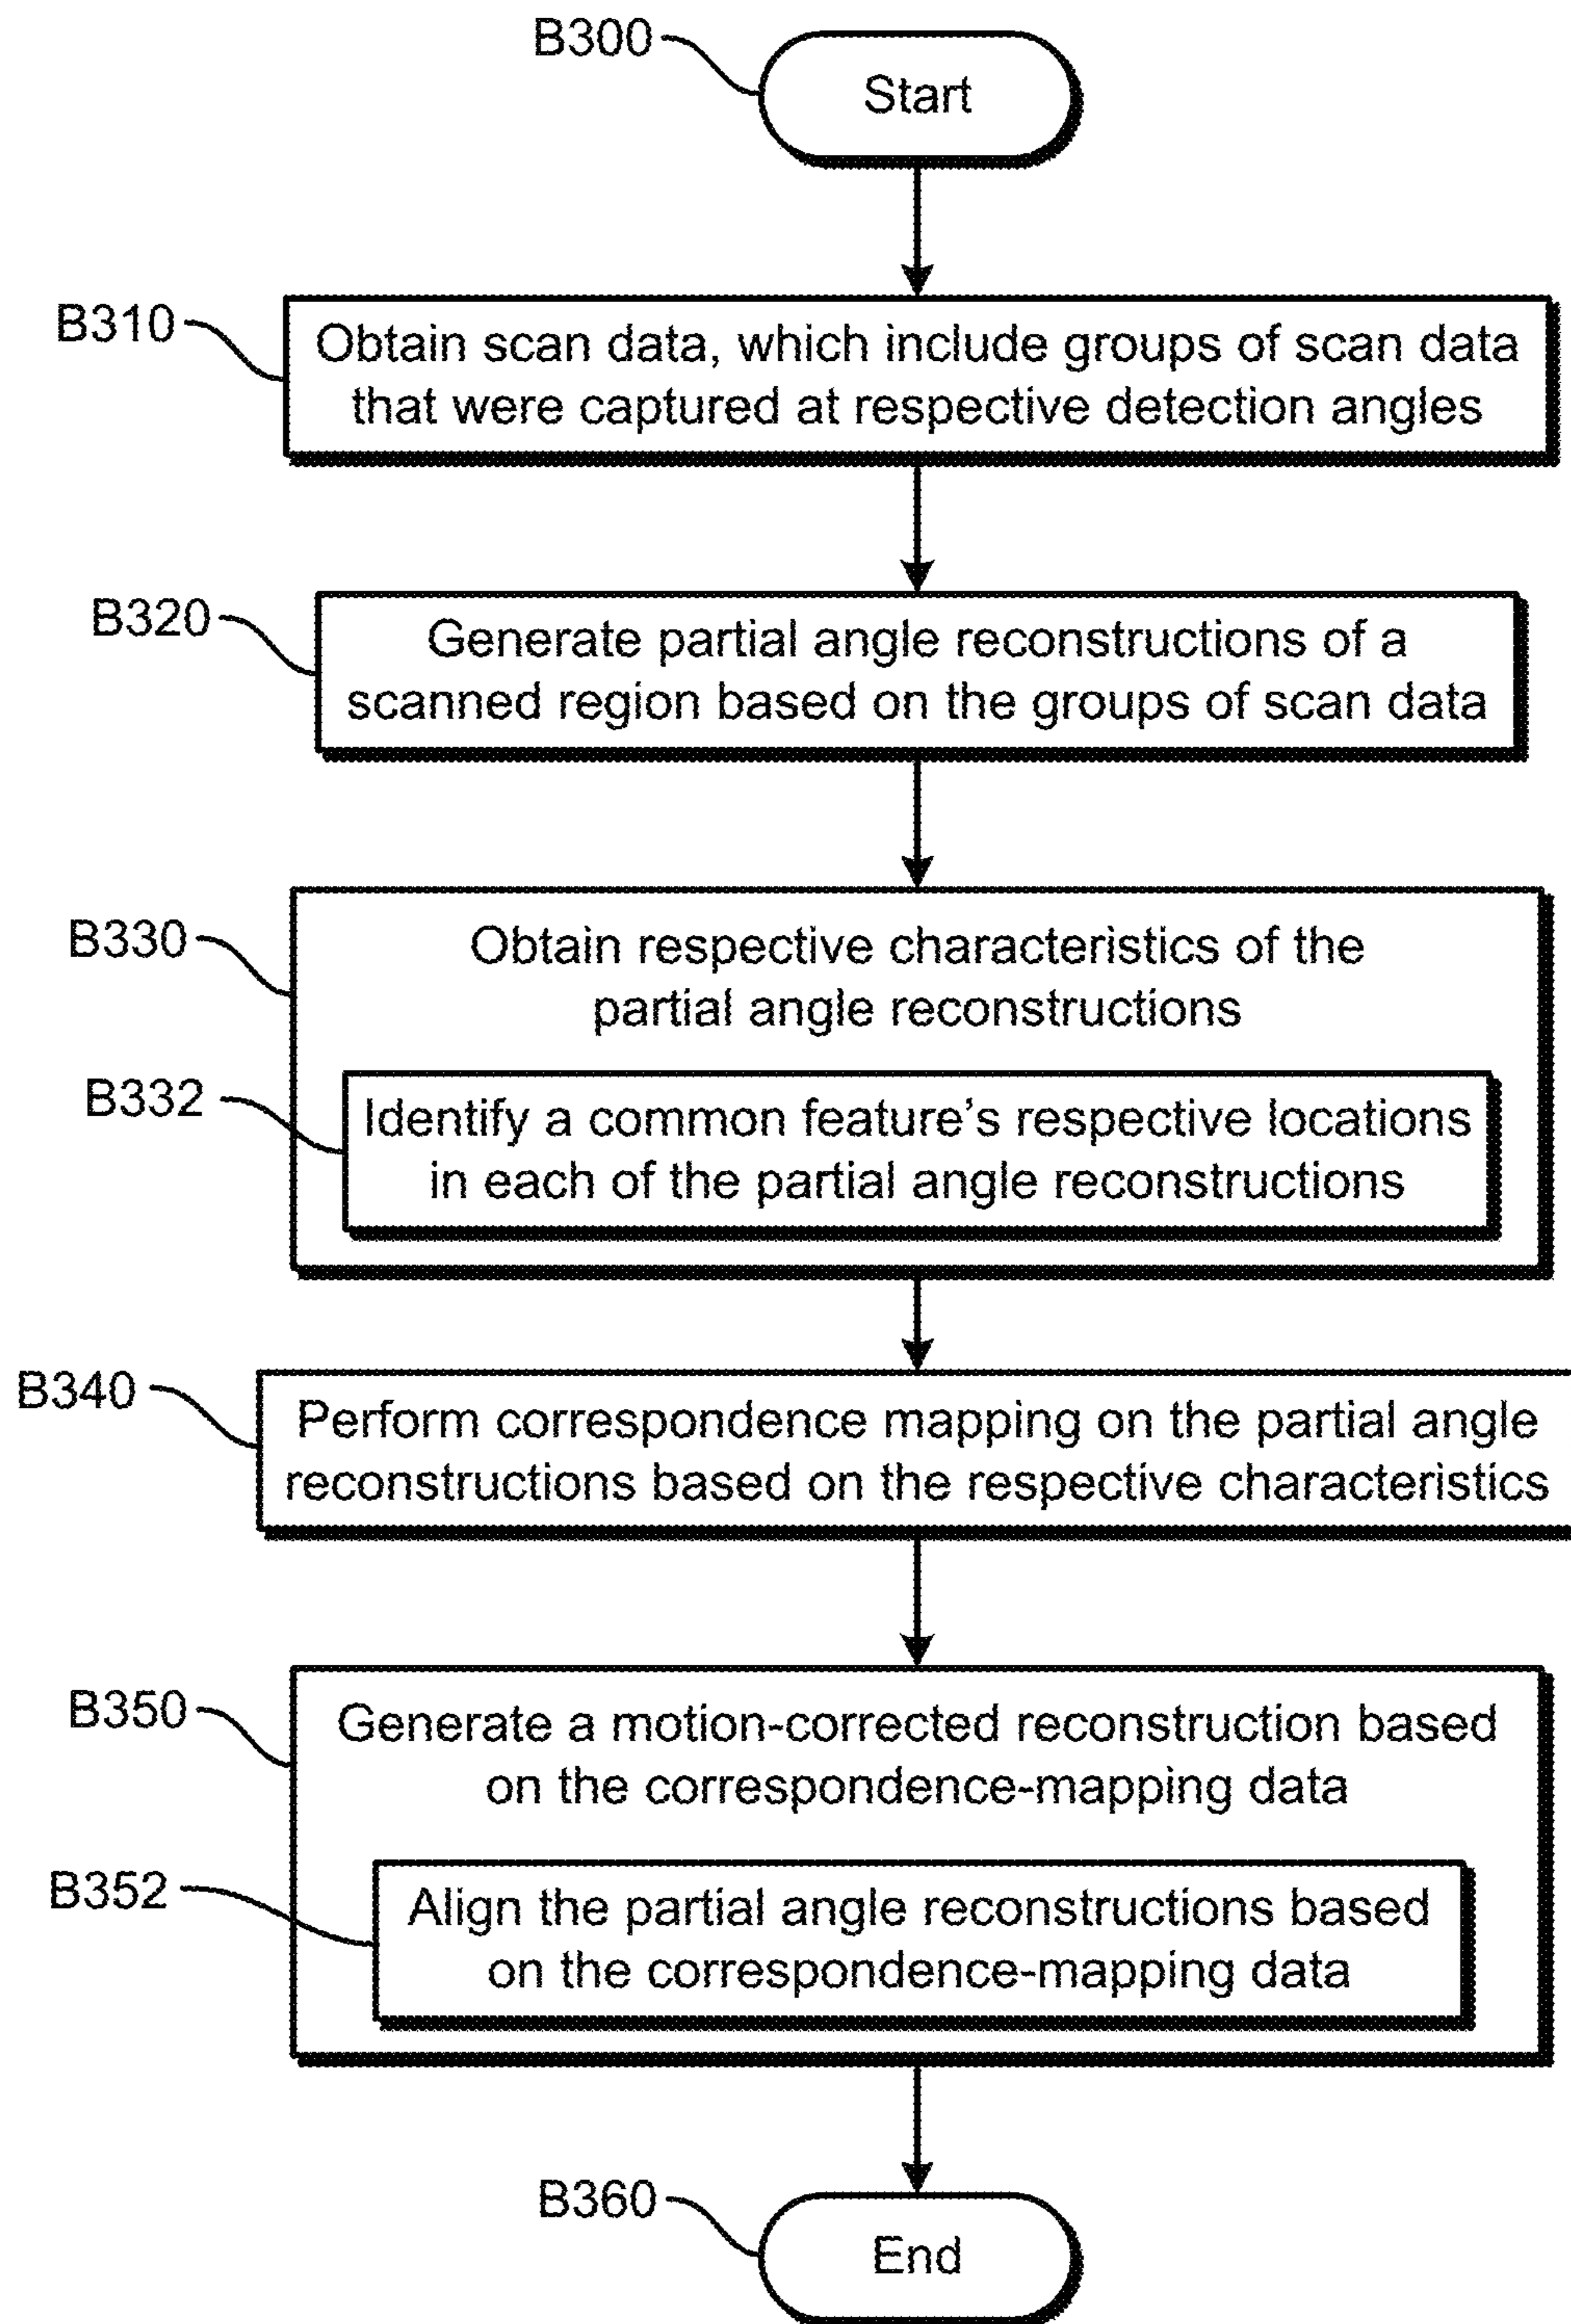 B300
Start
B310
Obtain scan data, which include groups of scan data
that were captured at respective detection angles
B320
Generate partial angle reconstructions of a
scanned region based on the groups of scan data
B330
Obtain respective characteristics of the
partial angle reconstructions
B332
Identify a common feature’s respective locations
in each of the partial angle reconstructions
B340
Perform correspondence mapping on the partial angle
reconstructions based on the respective characteristics
B350
Generate a motion-corrected reconstruction based
on the correspondence-mapping data
B352
Align the partial angle reconstructions based
on the correspondence-mapping data
B360
End